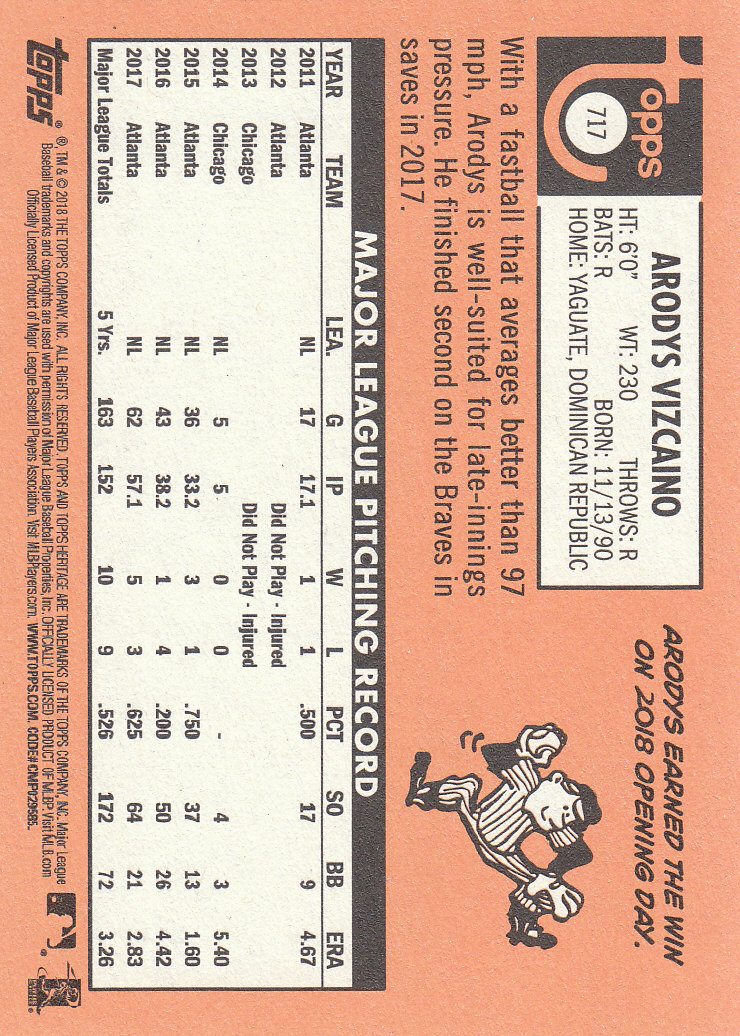 topps
717
ARODYS VIZCAINO
HT: 6'0" WT: 230 THROWS: R
BATS: R BORN: 11/13/90
HOME: YAGUATE, DOMINICAN REPUBLIC
ARODYS EARNED THE WIN
ON 2018 OPENING DAY.
With a fastball that averages better than 97
mph, Arodys is well-suited for late-innings
pressure. He finished second on the Braves in
saves in 2017.
MAJOR LEAGUE PITCHING RECORD
YEAR TEAM LEA. G IP W L PCT SO BB ERA
2011 Atlanta NL 17 17.1 1 1 .500 17 9 4.67
2012 Atlanta Did Not Play - Injured
2013 Chicago Did Not Play - Injured
2014 Chicago NL 5 5 0 0 - 4 3 5.40
2015 Atlanta NL 36 33.2 3 1 .750 37 13 1.60
2016 Atlanta NL 43 38.2 1 4 .200 50 26 4.42
2017 Atlanta NL 62 57.1 5 3 .625 64 21 2.83
Major League Totals 5 Yrs. 163 152 10 9 .526 172 72 3.26
topps®
®, TM & © 2018 THE TOPPS COMPANY, INC. ALL RIGHTS RESERVED. TOPPS AND TOPPS HERITAGE ARE TRADEMARKS OF THE TOPPS COMPANY, INC. Major League
Baseball trademarks and copyrights are used with permission of Major League Baseball Properties, Inc. OFFICIALLY LICENSED PRODUCT OF MLBP. Visit MLB.com
Officially Licensed Product of Major League Baseball Players Association. Visit MLBPlayers.com. WWW.TOPPS.COM. CODE# CMP029585.